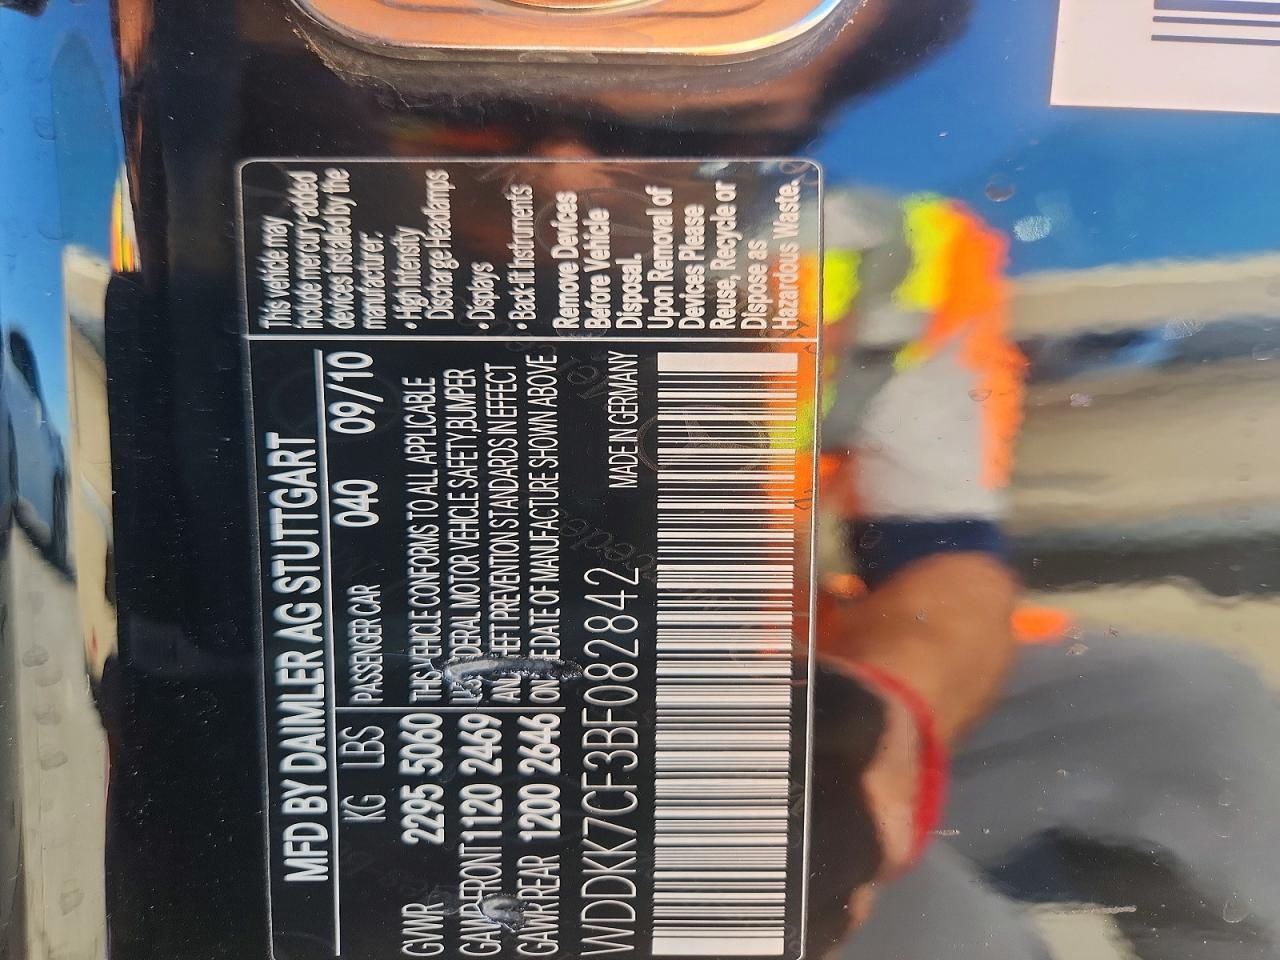 MFD BY DAIMLER AG STUTTGART
KG LBS PASSENGER CAR 040 09/10
GVWR 2295 5060 THIS VEHICLE CONFORMS TO ALL APPLICABLE
GAWR FRONT 1120 2469 FEDERAL MOTOR VEHICLE SAFETY,BUMPER
GAWR REAR 1200 2646 AND THEFT PREVENTION STANDARDS IN EFFECT
ON THE DATE OF MANUFACTURE SHOWN ABOVE
WDDKK7CF3BF082842 MADE IN GERMANY
This vehicle may
include mercury-added
devices installed by the
manufacturer:
• High Intensity
Discharge Headlamps
• Displays
• Back-lit Instruments
Remove Devices
Before Vehicle
Disposal.
Upon Removal of
Devices Please
Reuse, Recycle or
Dispose as
Hazardous Waste.